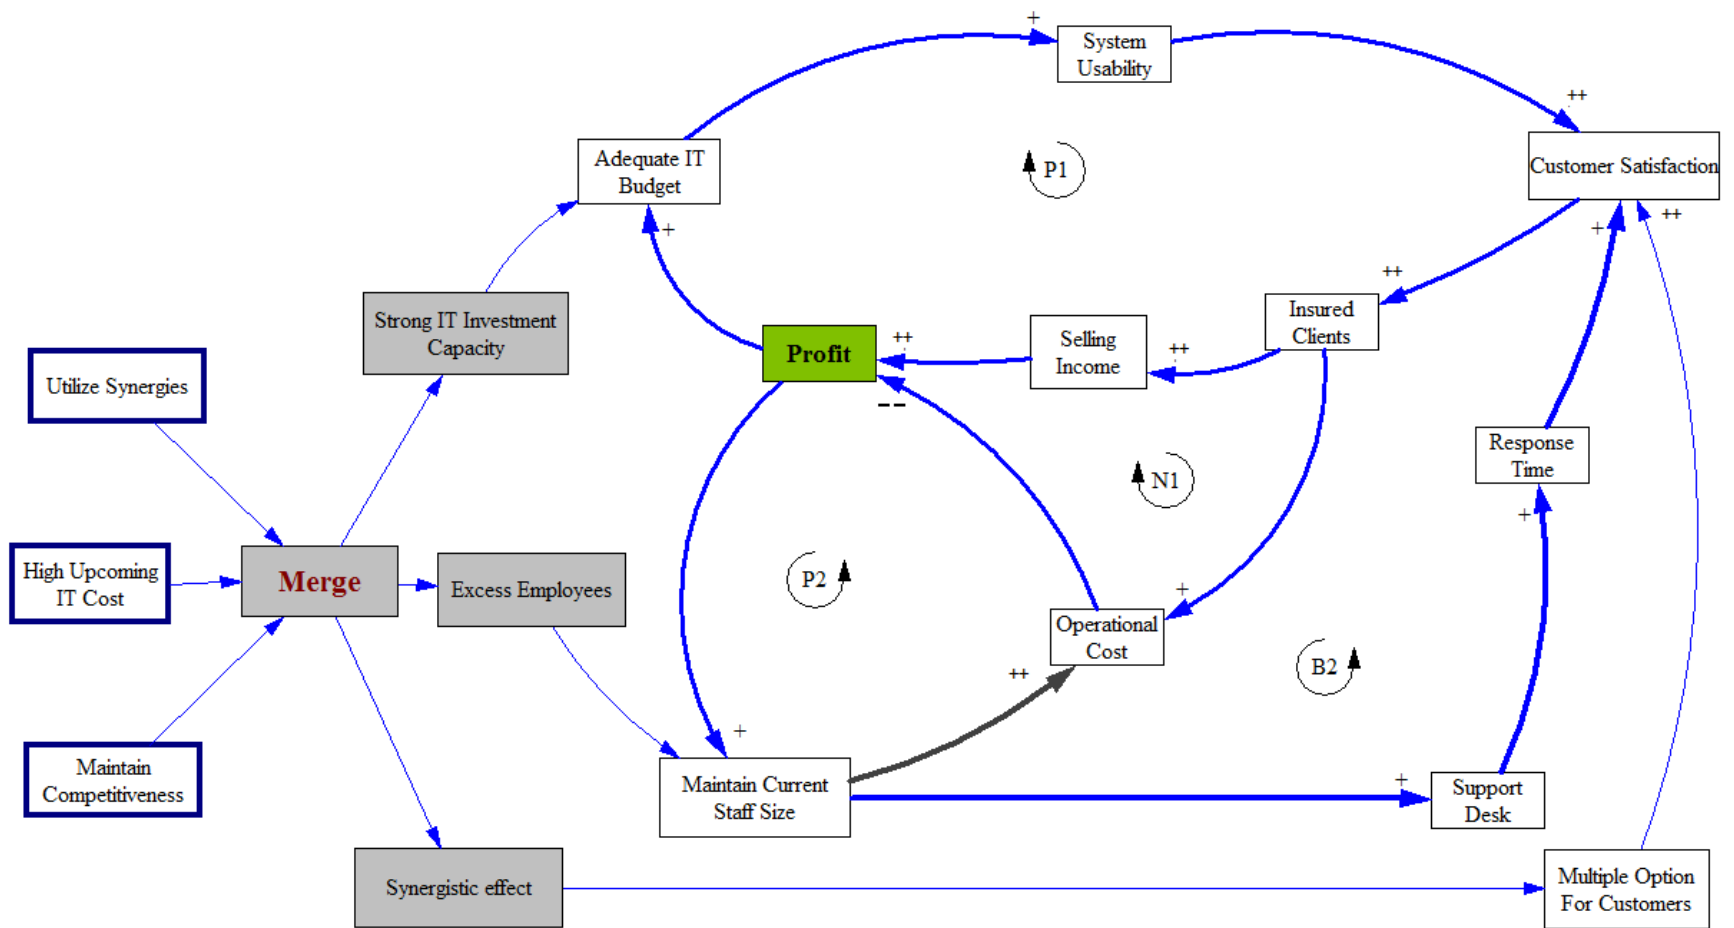 +
System
Usability
++
Adequate IT
Budget
P1
Customer Satisfaction
+
+
++
++
Strong IT Investment
Capacity
Insured
Clients
Profit
++
Selling
Income
++
Utilize Synergies
--
Response
Time
N1
+
High Upcoming
IT Cost
Merge
Excess Employees
P2
+
Operational
Cost
++
B2
+
Maintain
Competitiveness
Maintain Current
Staff Size
+
Support
Desk
Synergistic effect
Multiple Option
For Customers